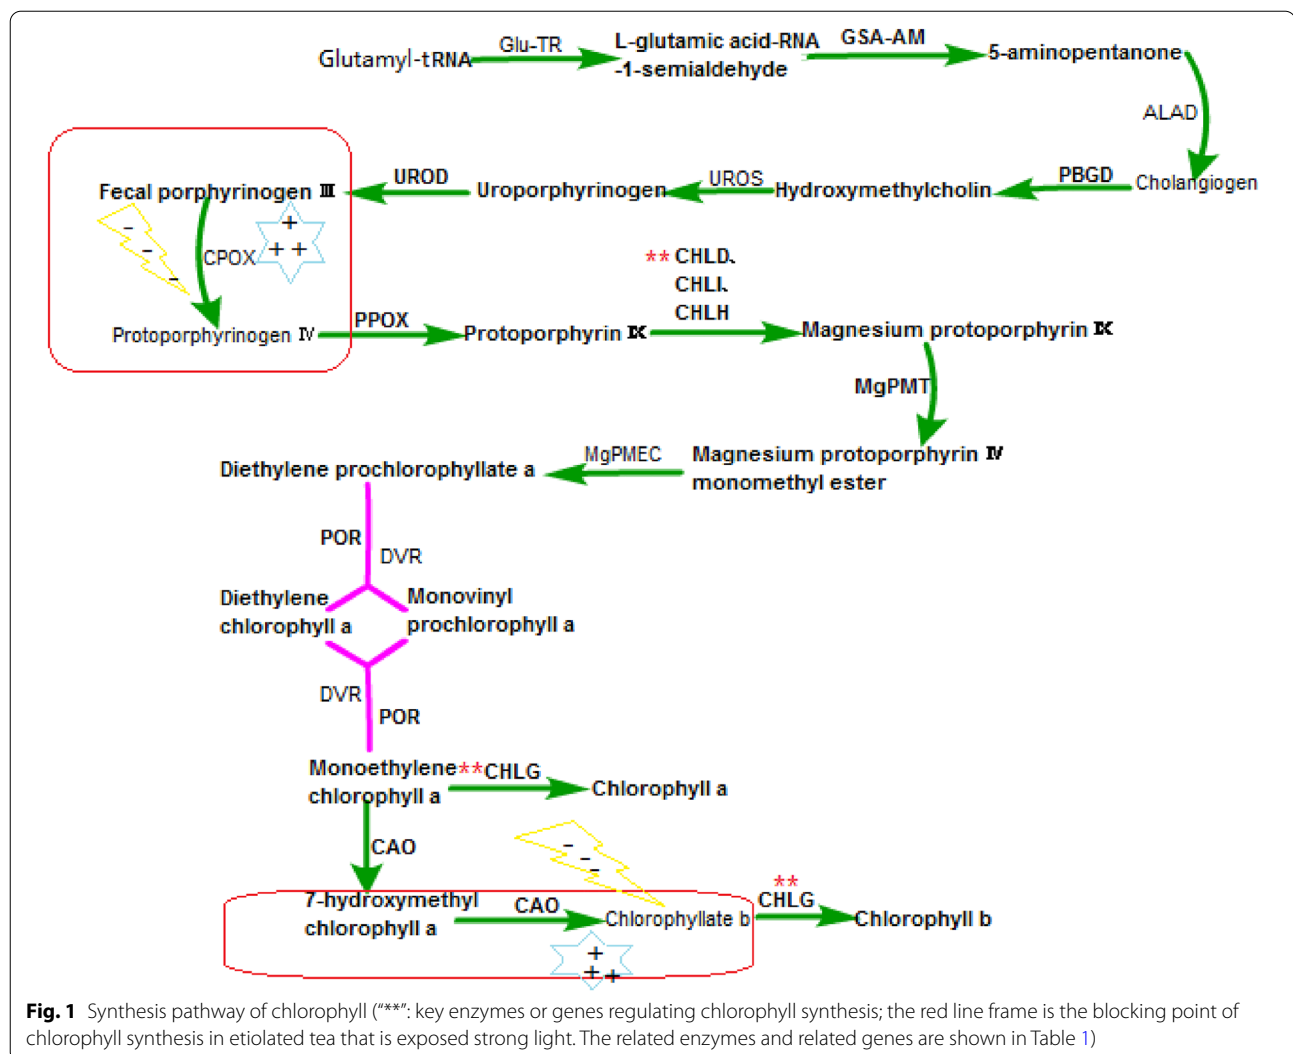 Glutamyl-tRNA
Glu-TR
L-glutamic acid-RNA
-1-semialdehyde
GSA-AM
5-aminopentanone
ALAD
Cholangiogen
PBGD
Hydroxymethylcholin
UROS
Uroporphyrinogen
UROD
Fecal porphyrinogen III
- - -
CPOX
+
+ +
Protoporphyrinogen IV
PPOX
Protoporphyrin IX
** CHLD、
CHLI、
CHLH
Magnesium protoporphyrin IX
MgPMT
Magnesium protoporphyrin IV
monomethyl ester
MgPMEC
Diethylene prochlorophyllate a
POR
DVR
Diethylene
chlorophyll a
Monovinyl
prochlorophyll a
DVR
POR
Monoethylene
chlorophyll a
**CHLG
Chlorophyll a
CAO
7-hydroxymethyl
chlorophyll a
CAO
- - -
Chlorophyllate b
+
+ +
**
CHLG
Chlorophyll b
Fig. 1 Synthesis pathway of chlorophyll (“**”: key enzymes or genes regulating chlorophyll synthesis; the red line frame is the blocking point of
chlorophyll synthesis in etiolated tea that is exposed strong light. The related enzymes and related genes are shown in Table 1)